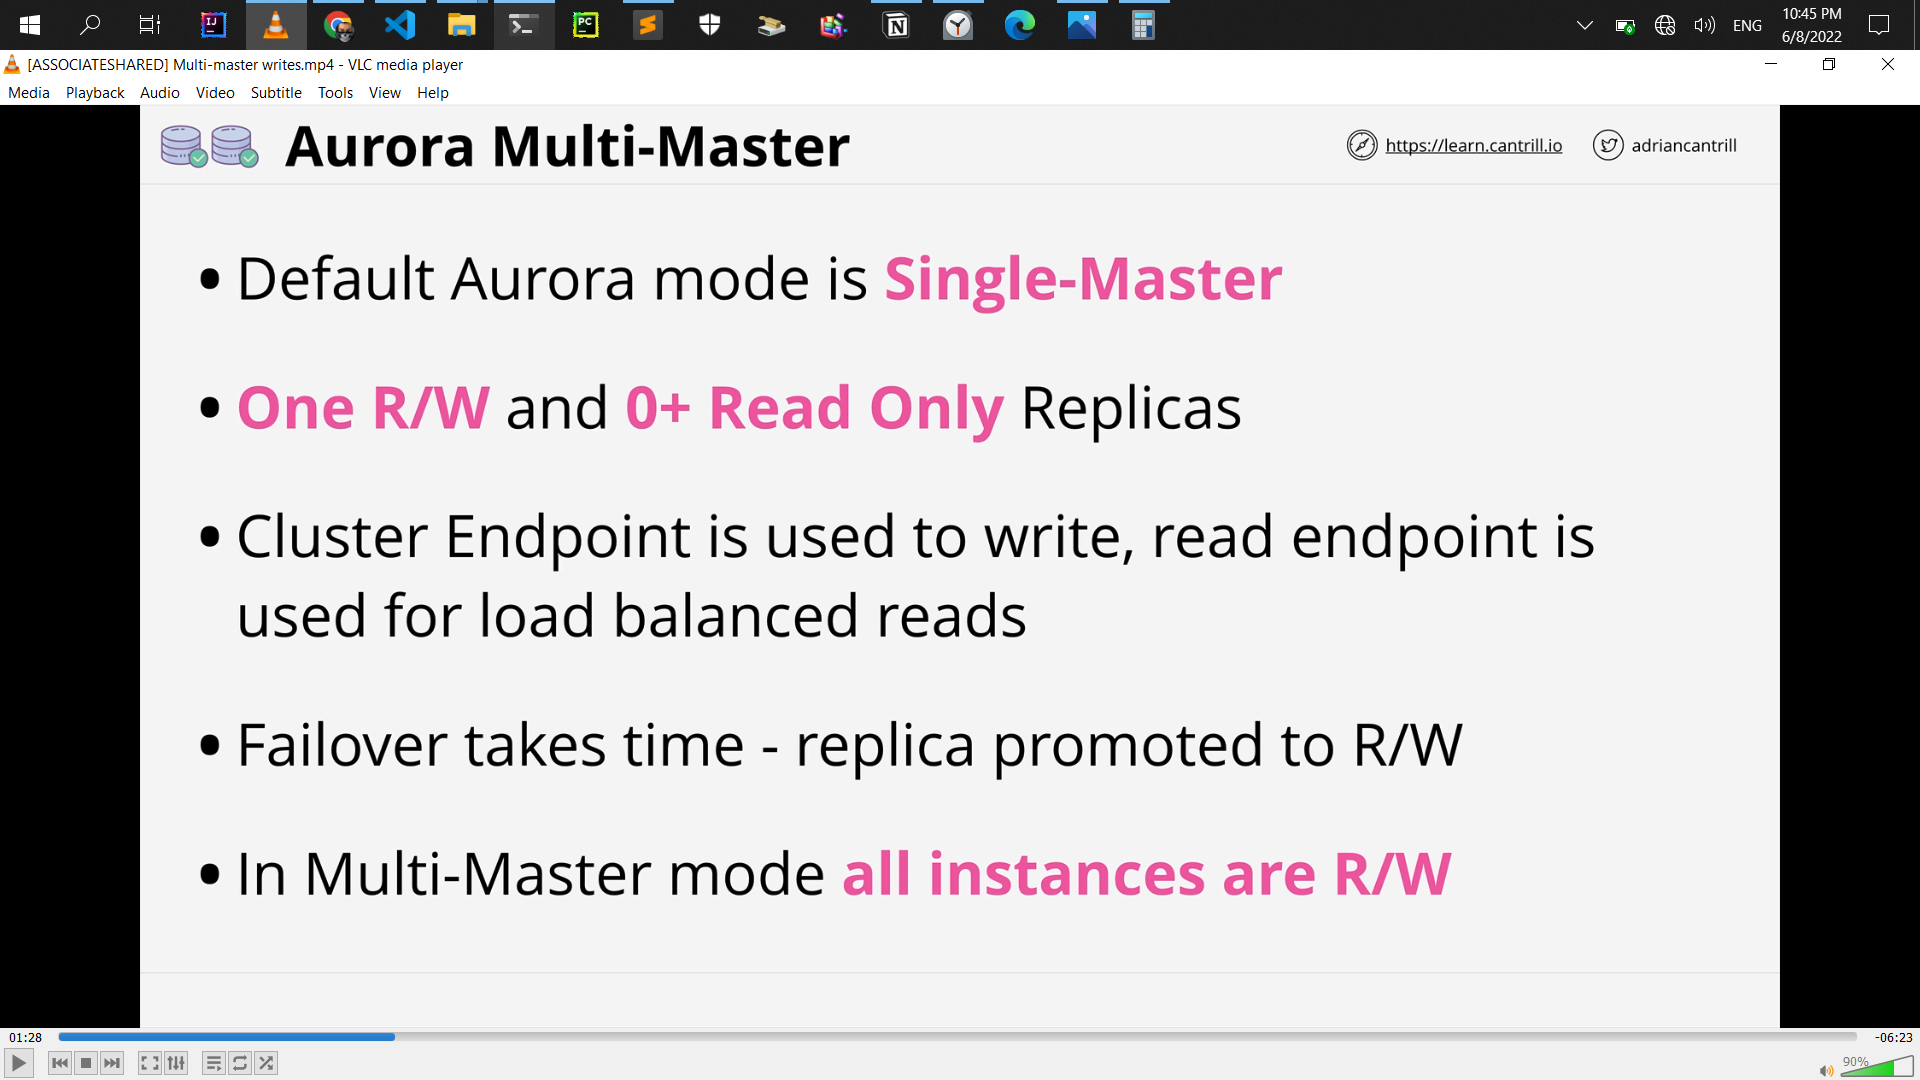 ENG
10:45 PM
6/8/2022
[ASSOCIATESHARED] Multi-master writes.mp4 - VLC media player
Media Playback Audio Video Subtitle Tools View Help
Aurora Multi-Master
https://learn.cantrill.io
adriancantrill
• Default Aurora mode is Single-Master
• One R/W and 0+ Read Only Replicas
• Cluster Endpoint is used to write, read endpoint is
used for load balanced reads
• Failover takes time - replica promoted to R/W
• In Multi-Master mode all instances are R/W
01:28
-06:23
90%